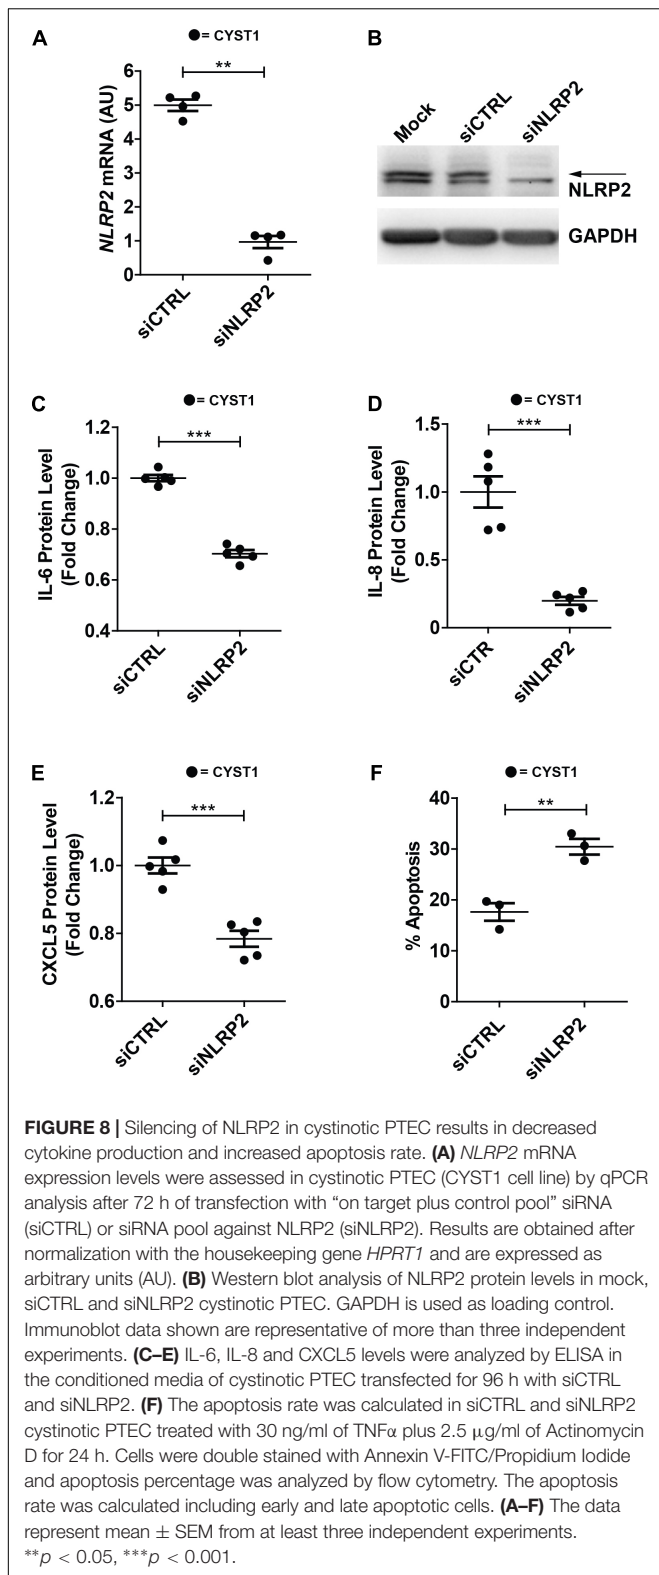 A
● = CYST1
**
NLRP2 mRNA (AU)
6
5
4
3
2
1
0
siCTRL
siNLRP2
B
Mock
siCTRL
siNLRP2
NLRP2
GAPDH
C
● = CYST1
***
IL-6 Protein Level
(Fold Change)
1.2
1.0
0.8
0.6
0.4
siCTRL
siNLRP2
D
● = CYST1
***
IL-8 Protein Level
(Fold Change)
1.5
1.0
0.5
0
siCTR
siNLRP2
E
● = CYST1
***
CXCL5 Protein Level
(Fold Change)
1.2
1.0
0.8
0.6
siCTRL
siNLRP2
F
● = CYST1
**
% Apoptosis
40
30
20
10
0
siCTRL
siNLRP2
FIGURE 8 | Silencing of NLRP2 in cystinotic PTEC results in decreased
cytokine production and increased apoptosis rate. (A) NLRP2 mRNA
expression levels were assessed in cystinotic PTEC (CYST1 cell line) by qPCR
analysis after 72 h of transfection with “on target plus control pool” siRNA
(siCTRL) or siRNA pool against NLRP2 (siNLRP2). Results are obtained after
normalization with the housekeeping gene HPRT1 and are expressed as
arbitrary units (AU). (B) Western blot analysis of NLRP2 protein levels in mock,
siCTRL and siNLRP2 cystinotic PTEC. GAPDH is used as loading control.
Immunoblot data shown are representative of more than three independent
experiments. (C–E) IL-6, IL-8 and CXCL5 levels were analyzed by ELISA in
the conditioned media of cystinotic PTEC transfected for 96 h with siCTRL
and siNLRP2. (F) The apoptosis rate was calculated in siCTRL and siNLRP2
cystinotic PTEC treated with 30 ng/ml of TNFα plus 2.5 μg/ml of Actinomycin
D for 24 h. Cells were double stained with Annexin V-FITC/Propidium Iodide
and apoptosis percentage was analyzed by flow cytometry. The apoptosis
rate was calculated including early and late apoptotic cells. (A–F) The data
represent mean ± SEM from at least three independent experiments.
**p < 0.05, ***p < 0.001.